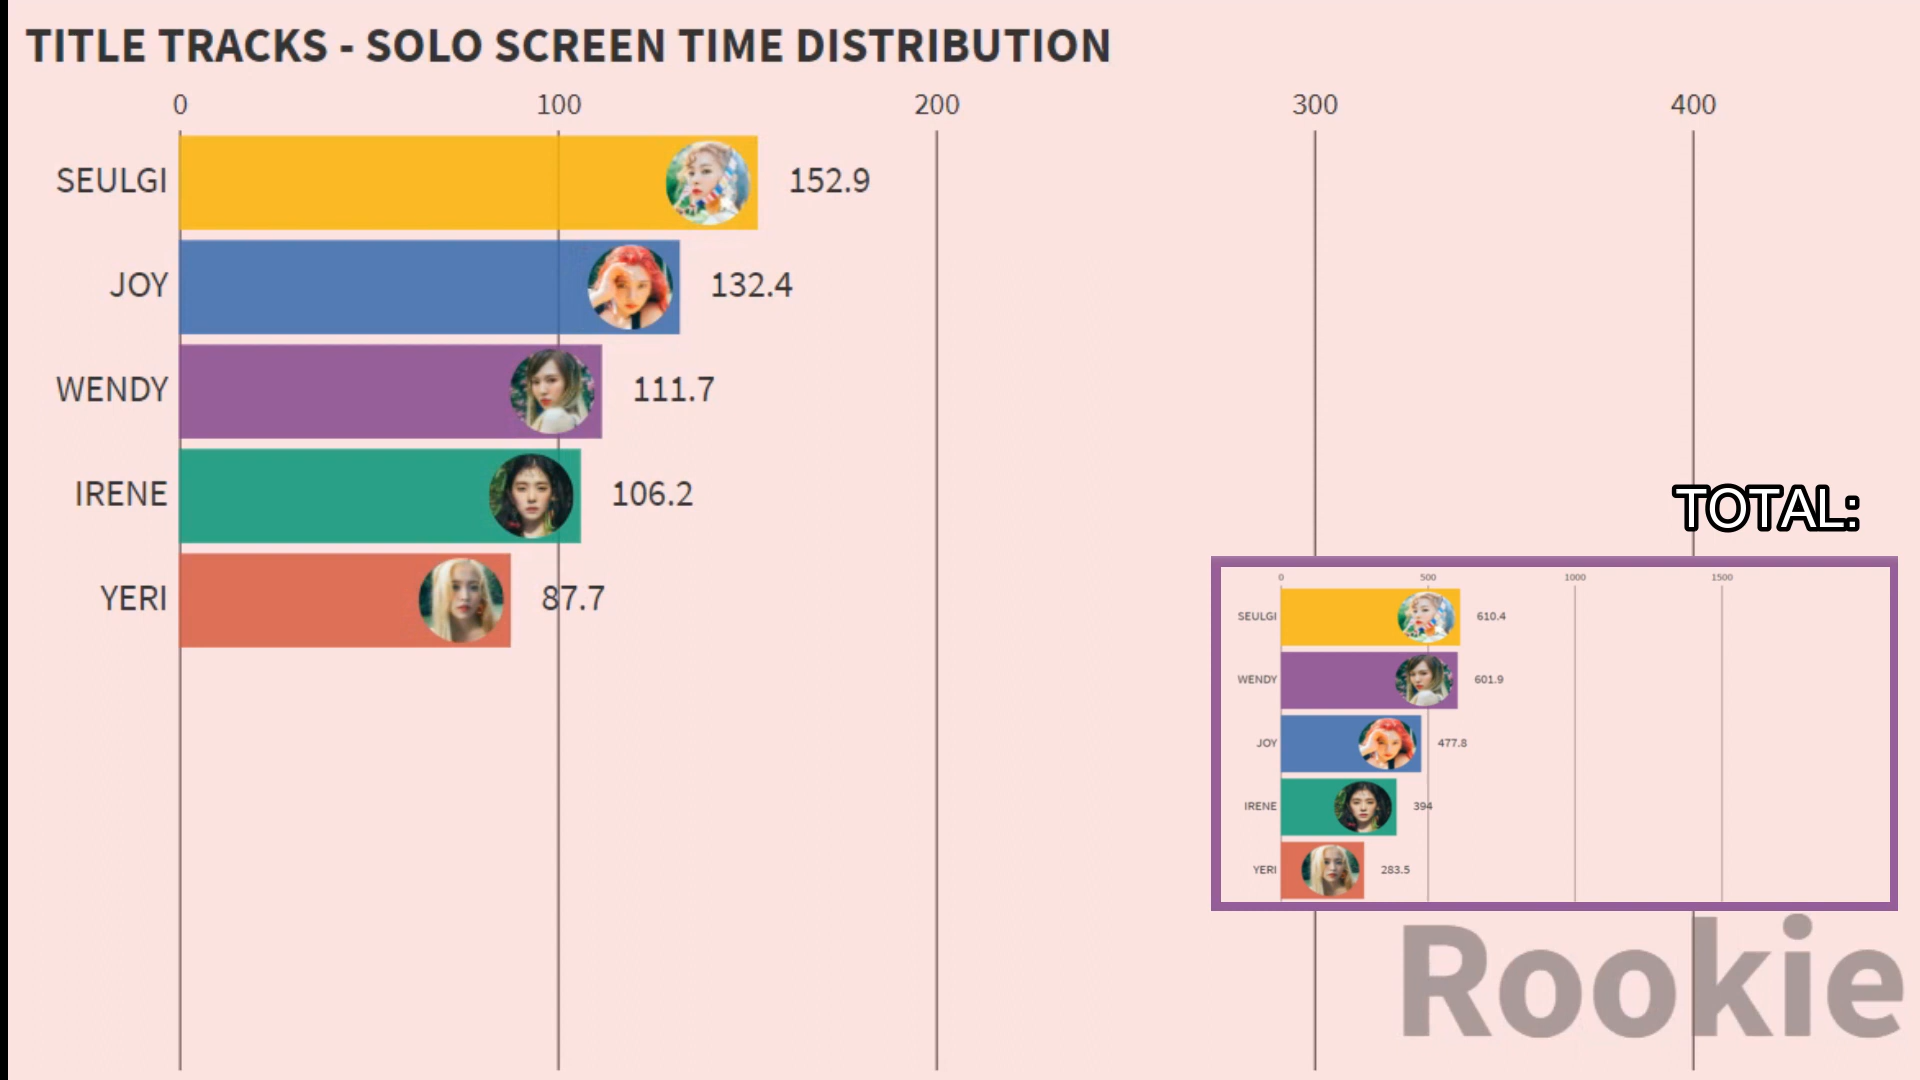 TITLE TRACKS - SOLO SCREEN TIME DISTRIBUTION
0 100 200 300 400
SEULGI 152.9
JOY 132.4
WENDY 111.7
IRENE 106.2
YERI 87.7
TOTAL:
0 500 1000 1500
SEULGI 610.4
WENDY 601.9
JOY 477.8
IRENE 394
YERI 283.5
Rookie